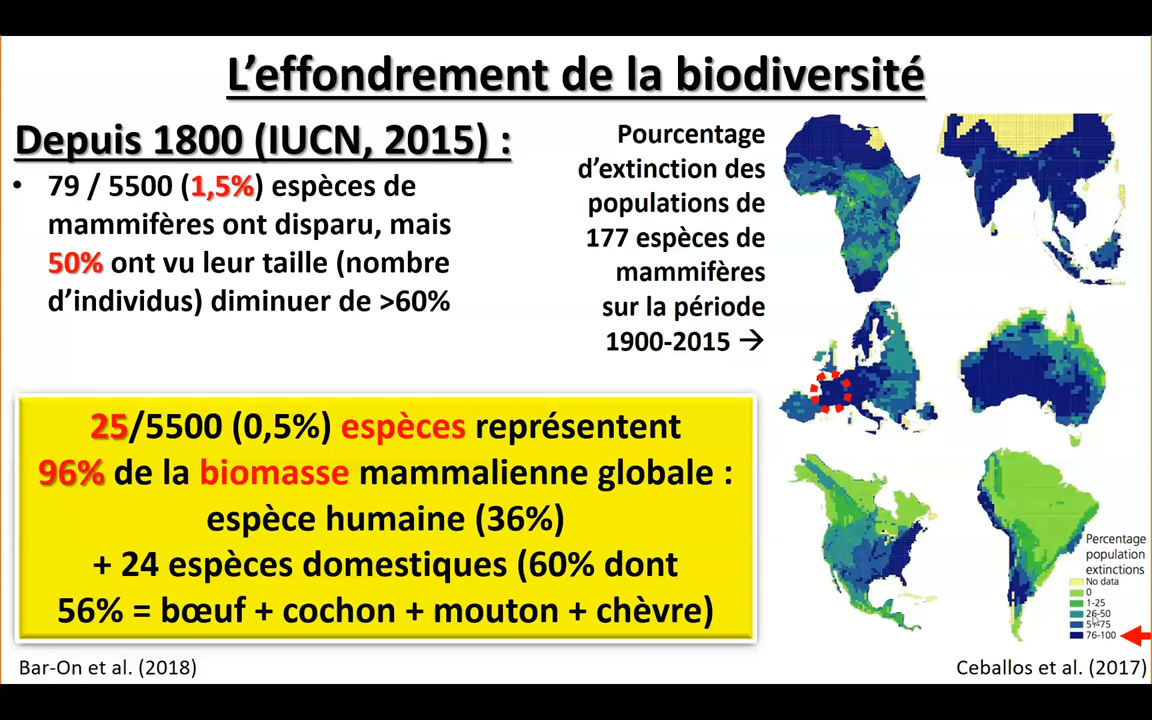 L’effondrement de la biodiversité
Depuis 1800 (IUCN, 2015) :
• 79 / 5500 (1,5%) espèces de
mammifères ont disparu, mais
50% ont vu leur taille (nombre
d’individus) diminuer de >60%
Pourcentage
d’extinction des
populations de
177 espèces de
mammifères
sur la période
1900-2015 →
25/5500 (0,5%) espèces représentent
96% de la biomasse mammalienne globale :
espèce humaine (36%)
+ 24 espèces domestiques (60% dont
56% = bœuf + cochon + mouton + chèvre)
Percentage
population
extinctions
No data
0
1-25
26-50
51-75
76-100
Bar-On et al. (2018)
Ceballos et al. (2017)